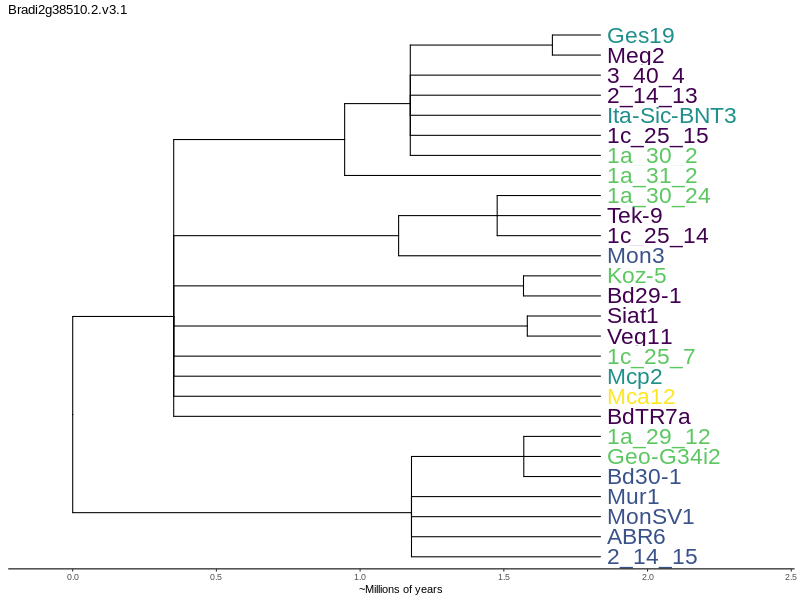 Bradi2g38510.2.v3.1
Ges19
Meg2
3_40_4
2_14_13
Ita-Sic-BNT3
1c_25_15
1a_30_2
1a_31_2
1a_30_24
Tek-9
1c_25_14
Mon3
Koz-5
Bd29-1
Siat1
Veg11
1c_25_7
Mcp2
Mca12
BdTR7a
1a_29_12
Geo-G34i2
Bd30-1
Mur1
MonSV1
ABR6
2_14_15
0.0 0.5 1.0 1.5 2.0 2.5
~Millions of years